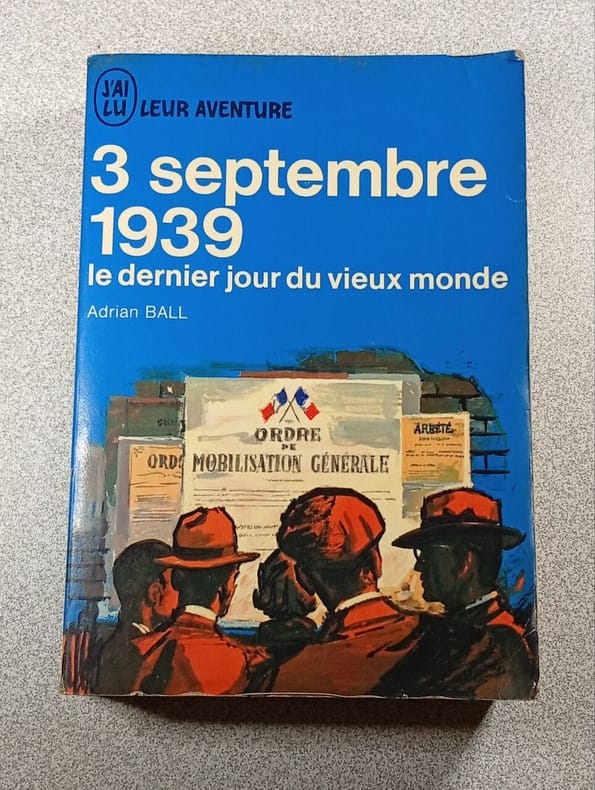 J'AI
LU
LEUR AVENTURE
3 septembre
1939
le dernier jour du vieux monde
Adrian BALL
ORDRE
DE
MOBILISATION GÉNÉRALE
ORD
ARRÊTÉ